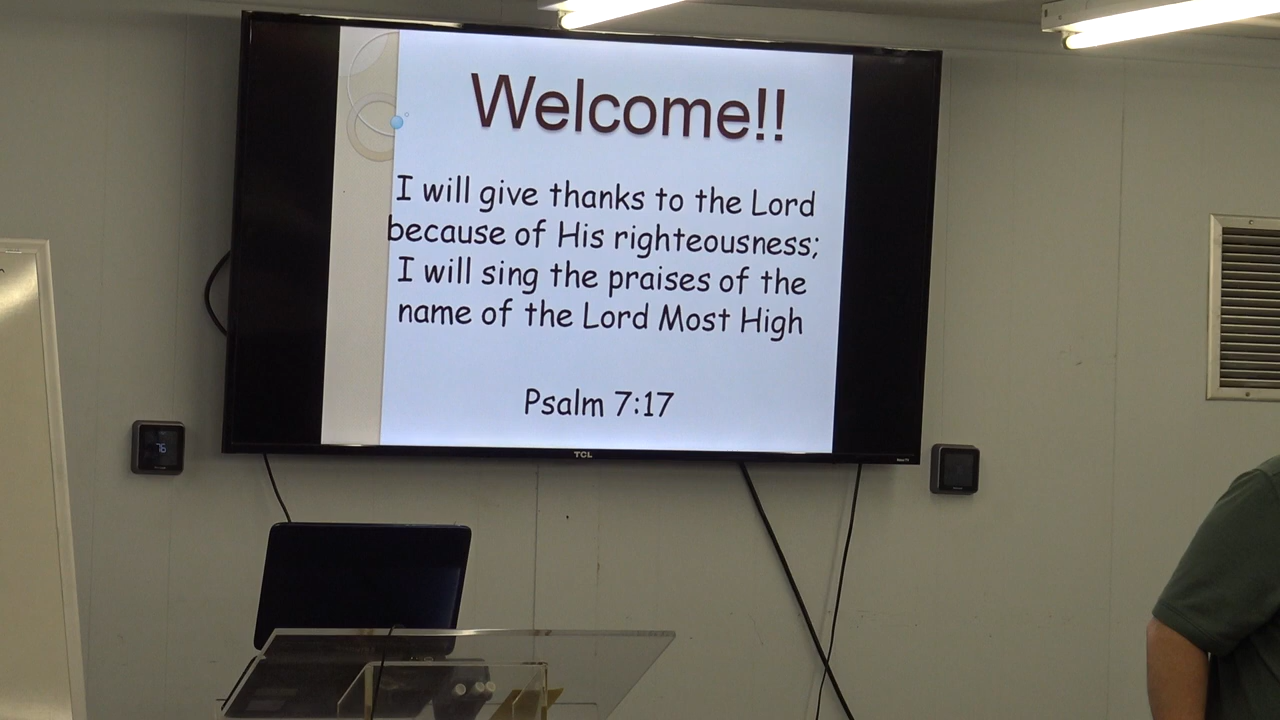 Welcome!!
I will give thanks to the Lord
because of His righteousness;
I will sing the praises of the
name of the Lord Most High
Psalm 7:17
TCL
76